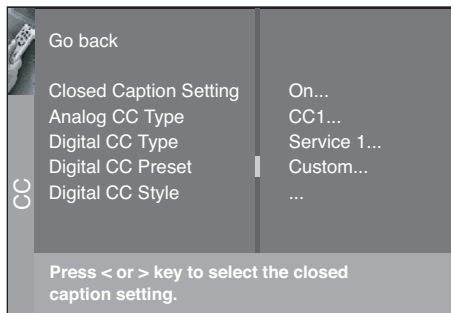 Go back
Closed Caption Setting On...
Analog CC Type CC1...
Digital CC Type Service 1...
Digital CC Preset Custom...
Digital CC Style ...
CC
Press < or > key to select the closed
caption setting.